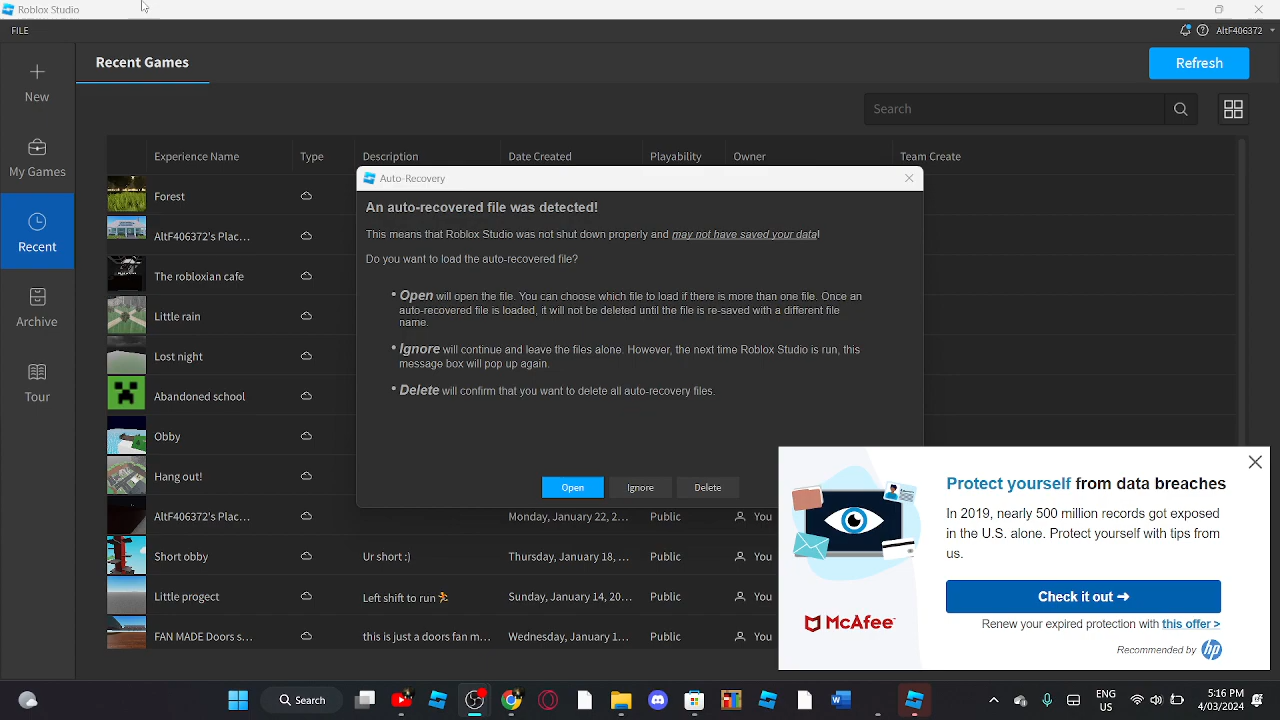 Roblox Studio
FILE
AltF406372
Recent Games
Refresh
New
My Games
Recent
Archive
Tour
Search
Experience Name Type Description Date Created Playability Owner Team Create
Forest
AltF406372's Plac...
The robloxian cafe
Little rain
Lost night
Abandoned school
Obby
Hang out!
AltF406372's Plac... Monday, January 22, 2... Public You
Short obby Ur short :) Thursday, January 18, ... Public You
Little progect Left shift to run Sunday, January 14, 20... Public You
FAN MADE Doors s... this is just a doors fan m... Wednesday, January 1... Public You
Auto-Recovery
An auto-recovered file was detected!
This means that Roblox Studio was not shut down properly and may not have saved your data!
Do you want to load the auto-recovered file?
• Open will open the file. You can choose which file to load if there is more than one file. Once an
auto-recovered file is loaded, it will not be deleted until the file is re-saved with a different file
name.
• Ignore will continue and leave the files alone. However, the next time Roblox Studio is run, this
message box will pop up again.
• Delete will confirm that you want to delete all auto-recovery files.
Open Ignore Delete
Protect yourself from data breaches
In 2019, nearly 500 million records got exposed
in the U.S. alone. Protect yourself with tips from
us.
Check it out →
Renew your expired protection with this offer >
McAfee
Recommended by hp
Search
ENG
US
5:16 PM
4/03/2024